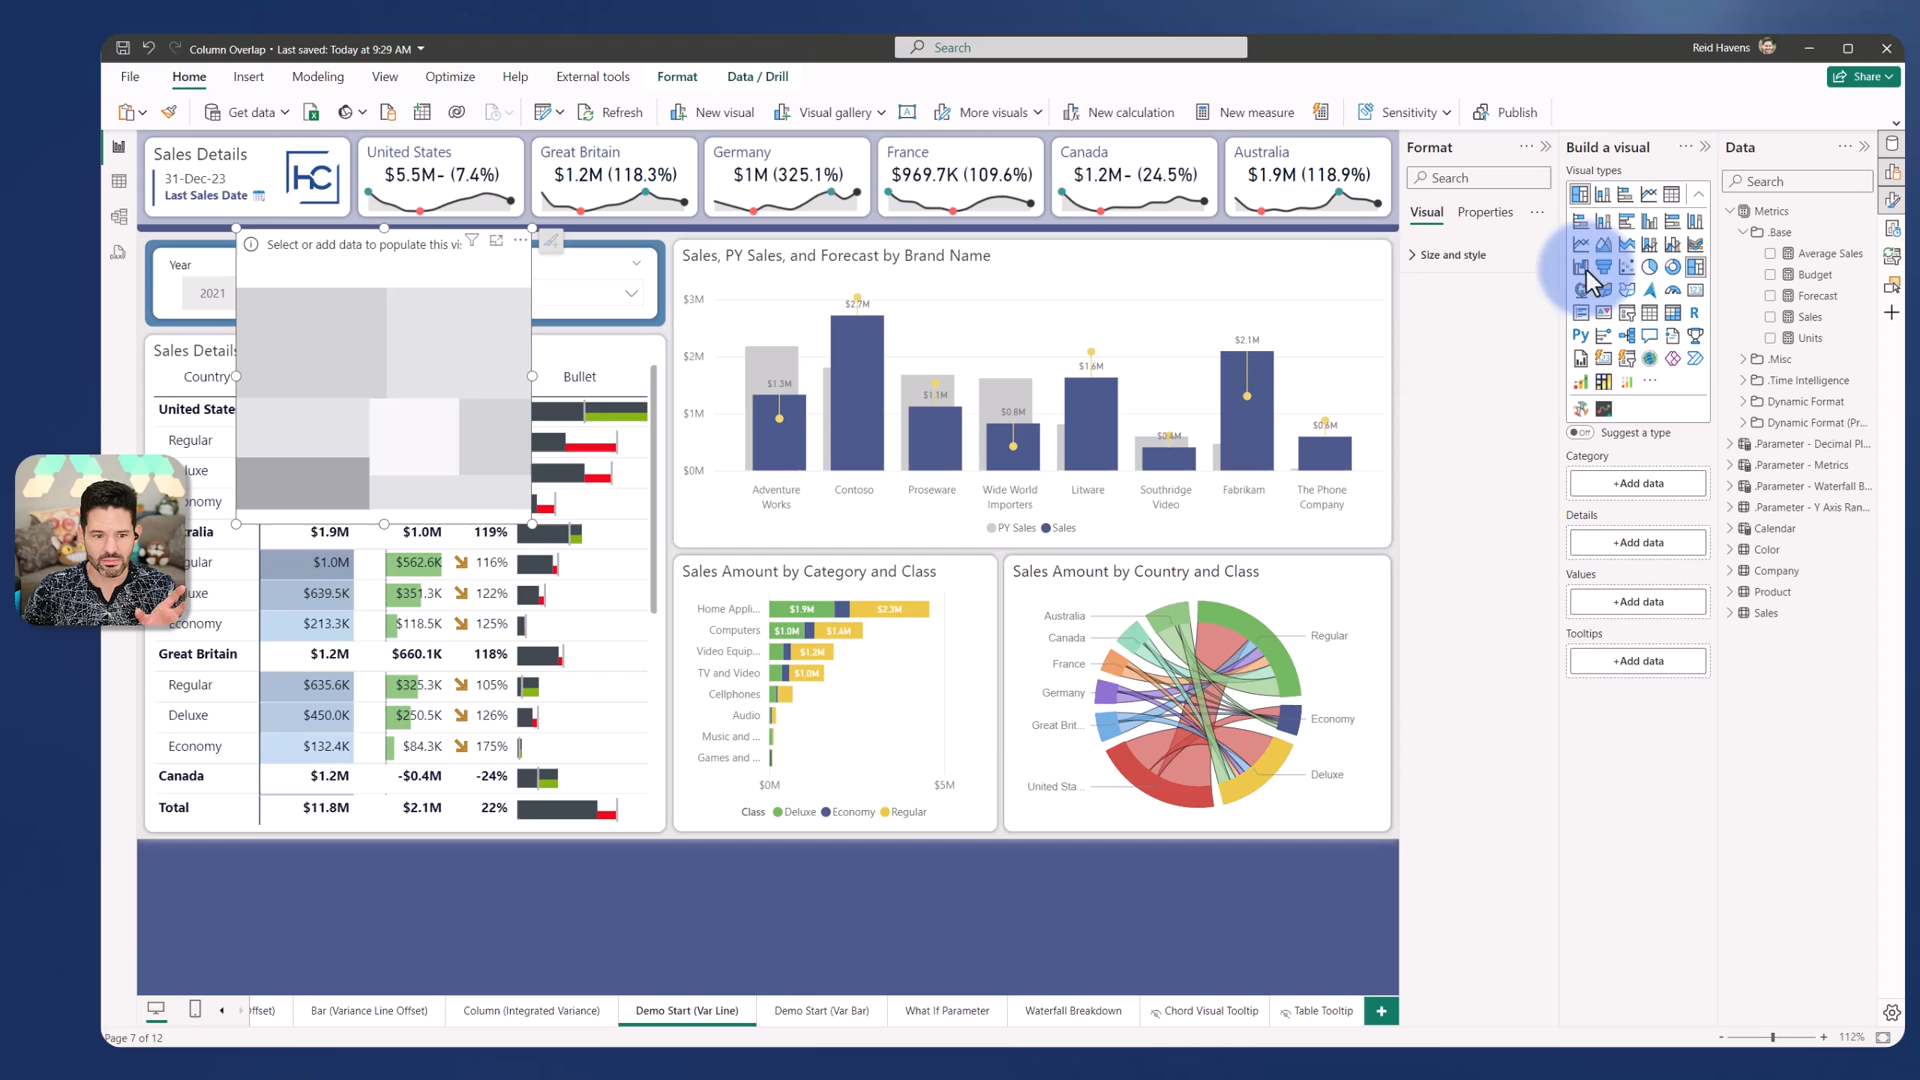 Column Overlap • Last saved: Today at 9:29 AM
Search
Reid Havens
File Home Insert Modeling View Optimize Help External tools Format Data / Drill
Share
Get data
Refresh
New visual
Visual gallery
More visuals
New calculation
New measure
Sensitivity
Publish
Sales Details
31-Dec-23
Last Sales Date
HC
United States
$5.5M- (7.4%)
Great Britain
$1.2M (118.3%)
Germany
$1M (325.1%)
France
$969.7K (109.6%)
Canada
$1.2M- (24.5%)
Australia
$1.9M (118.9%)
Year
2021
Select or add data to populate this vi:
Sales Details
Country
Bullet
United State
Regular
luxe
onomy
tralia $1.9M $1.0M 119%
gular $1.0M $562.6K 116%
luxe $639.5K $351.3K 122%
Economy $213.3K $118.5K 125%
Great Britain $1.2M $660.1K 118%
Regular $635.6K $325.3K 105%
Deluxe $450.0K $250.5K 126%
Economy $132.4K $84.3K 175%
Canada $1.2M -$0.4M -24%
Total $11.8M $2.1M 22%
Sales, PY Sales, and Forecast by Brand Name
$3M
$2M
$1M
$0M
$1.3M
$2.7M
$1.1M
$0.8M
$1.6M
$0.4M
$2.1M
$0.6M
Adventure Works
Contoso
Proseware
Wide World Importers
Litware
Southridge Video
Fabrikam
The Phone Company
PY Sales Sales
Sales Amount by Category and Class
Home Appli... $1.9M $2.3M
Computers $1.0M $1.4M
Video Equip... $1.2M
TV and Video $1.0M
Cellphones
Audio
Music and ...
Games and ...
$0M $5M
Class Deluxe Economy Regular
Sales Amount by Country and Class
Australia
Canada
France
Germany
Great Brit...
United Sta...
Regular
Economy
Deluxe
Format
Search
Visual Properties
Size and style
Build a visual
Visual types
R
Py
123
Off Suggest a type
Category
+Add data
Details
+Add data
Values
+Add data
Tooltips
+Add data
Data
Search
Metrics
.Base
Average Sales
Budget
Forecast
Sales
Units
.Misc
.Time Intelligence
Dynamic Format
Dynamic Format (Pr...
.Parameter - Decimal Pl...
.Parameter - Metrics
.Parameter - Waterfall B...
.Parameter - Y Axis Ran...
Calendar
Color
Company
Product
Sales
ffset)
Bar (Variance Line Offset)
Column (Integrated Variance)
Demo Start (Var Line)
Demo Start (Var Bar)
What If Parameter
Waterfall Breakdown
Chord Visual Tooltip
Table Tooltip
Page 7 of 12
112%